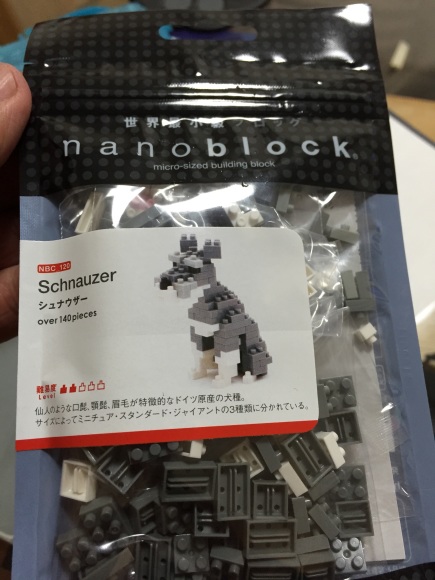 世界最小級ブロック
nanoblock®
micro-sized building block
NBC 120
Schnauzer
シュナウザー
over 140pieces
難易度
Level
仙人のような口髭、顎髭、眉毛が特徴的なドイツ原産の犬種。
サイズによってミニチュア・スタンダード・ジャイアントの3種類に分かれている。